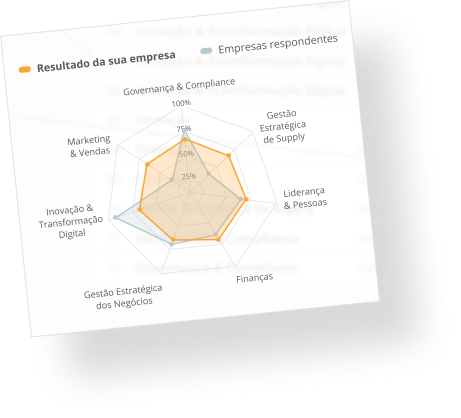 Resultado da sua empresa
Empresas respondentes
Governança & Compliance
100%
75%
50%
25%
Gestão
Estratégica
de Supply
Liderança
& Pessoas
Finanças
Gestão Estratégica
dos Negócios
Inovação &
Transformação
Digital
Marketing
& Vendas